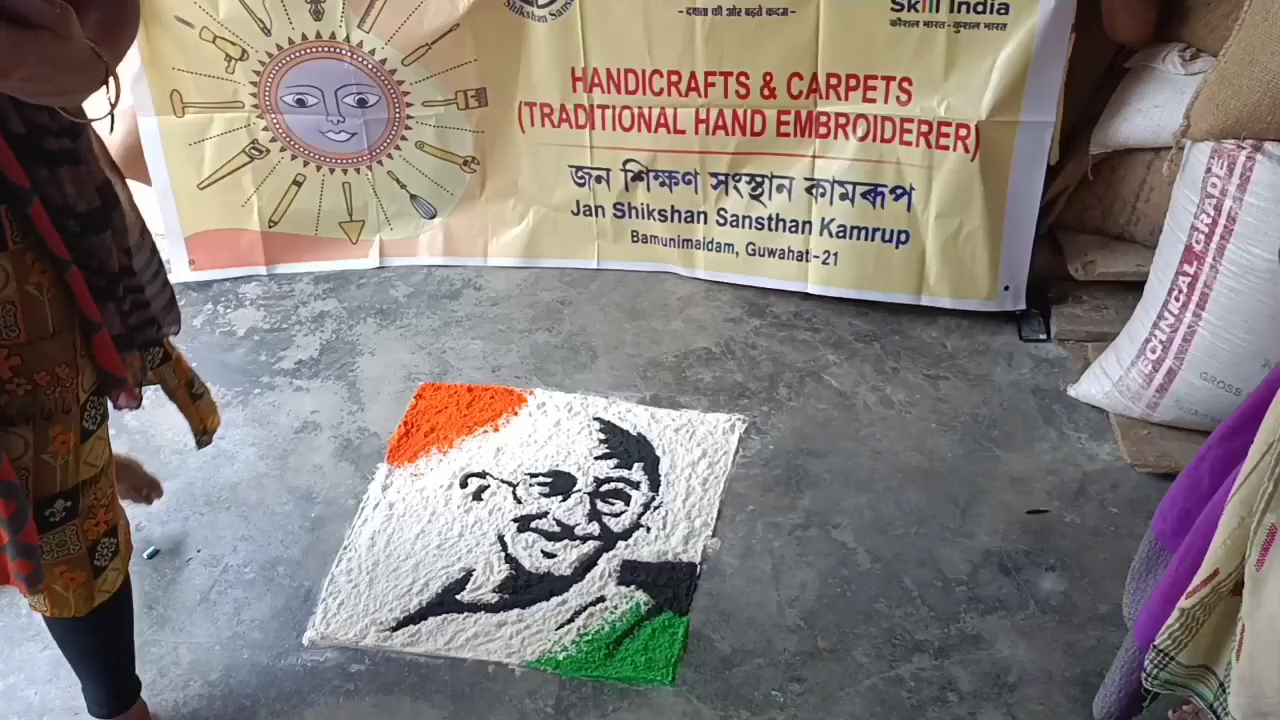 Shikshan Sans
- दक्षता की ओर बढ़ते कदम -
Skill India
कौशल भारत - कुशल भारत
HANDICRAFTS & CARPETS
(TRADITIONAL HAND EMBROIDERER)
জন শিক্ষণ সংস্থান কামৰূপ
Jan Shikshan Sansthan Kamrup
Bamunimaidam, Guwahati-21
TECHNICAL GRADE
GROSS